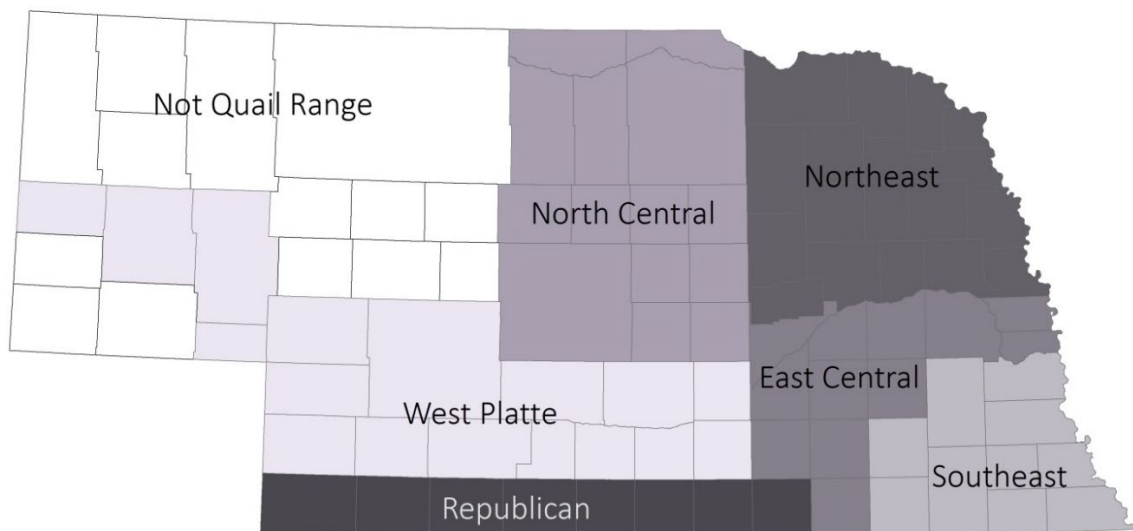 Not Quail Range
Northeast
North Central
East Central
West Platte
Southeast
Republican